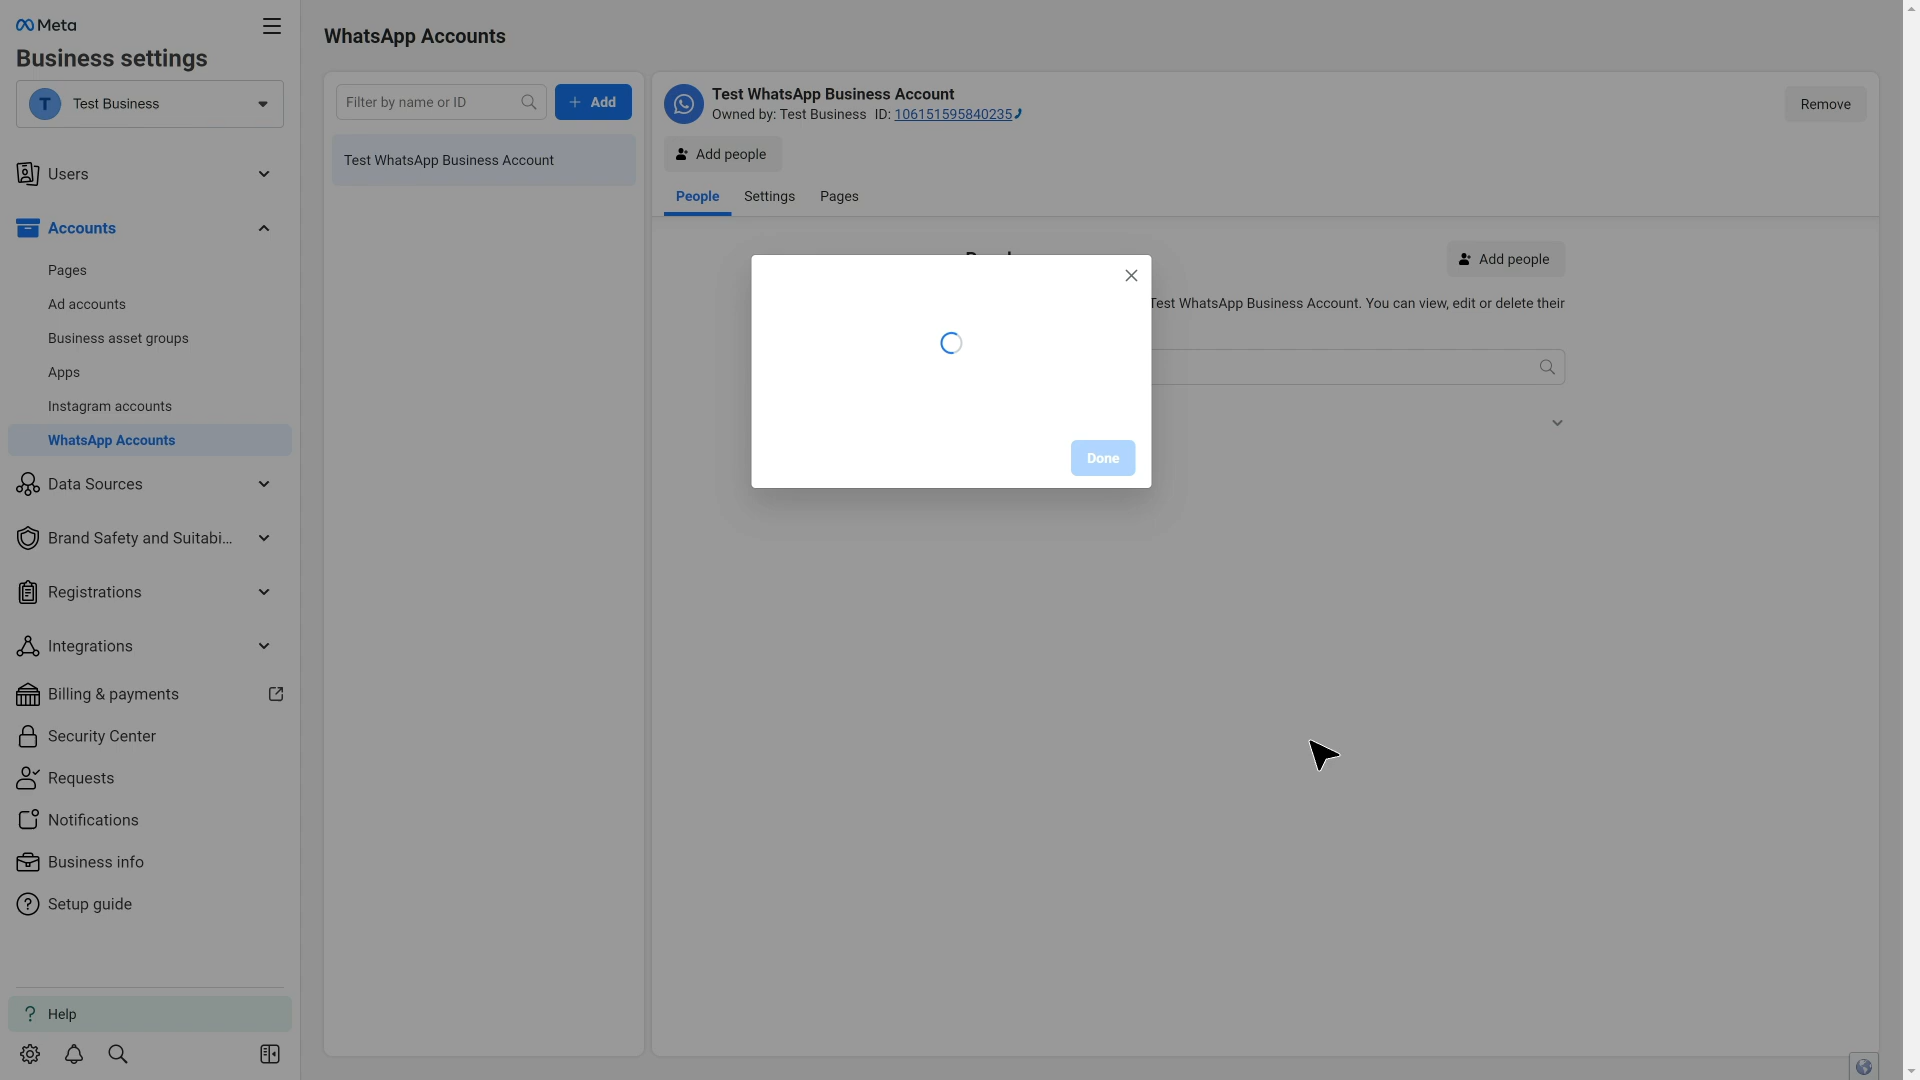 Meta
Business settings
T Test Business
Users
Accounts
Pages
Ad accounts
Business asset groups
Apps
Instagram accounts
WhatsApp Accounts
Data Sources
Brand Safety and Suitabi...
Registrations
Integrations
Billing & payments
Security Center
Requests
Notifications
Business info
Setup guide
? Help
WhatsApp Accounts
Filter by name or ID
+ Add
Test WhatsApp Business Account
Test WhatsApp Business Account
Owned by: Test Business ID: 106151595840235
Remove
Add people
People Settings Pages
Add people
Test WhatsApp Business Account. You can view, edit or delete their
Done